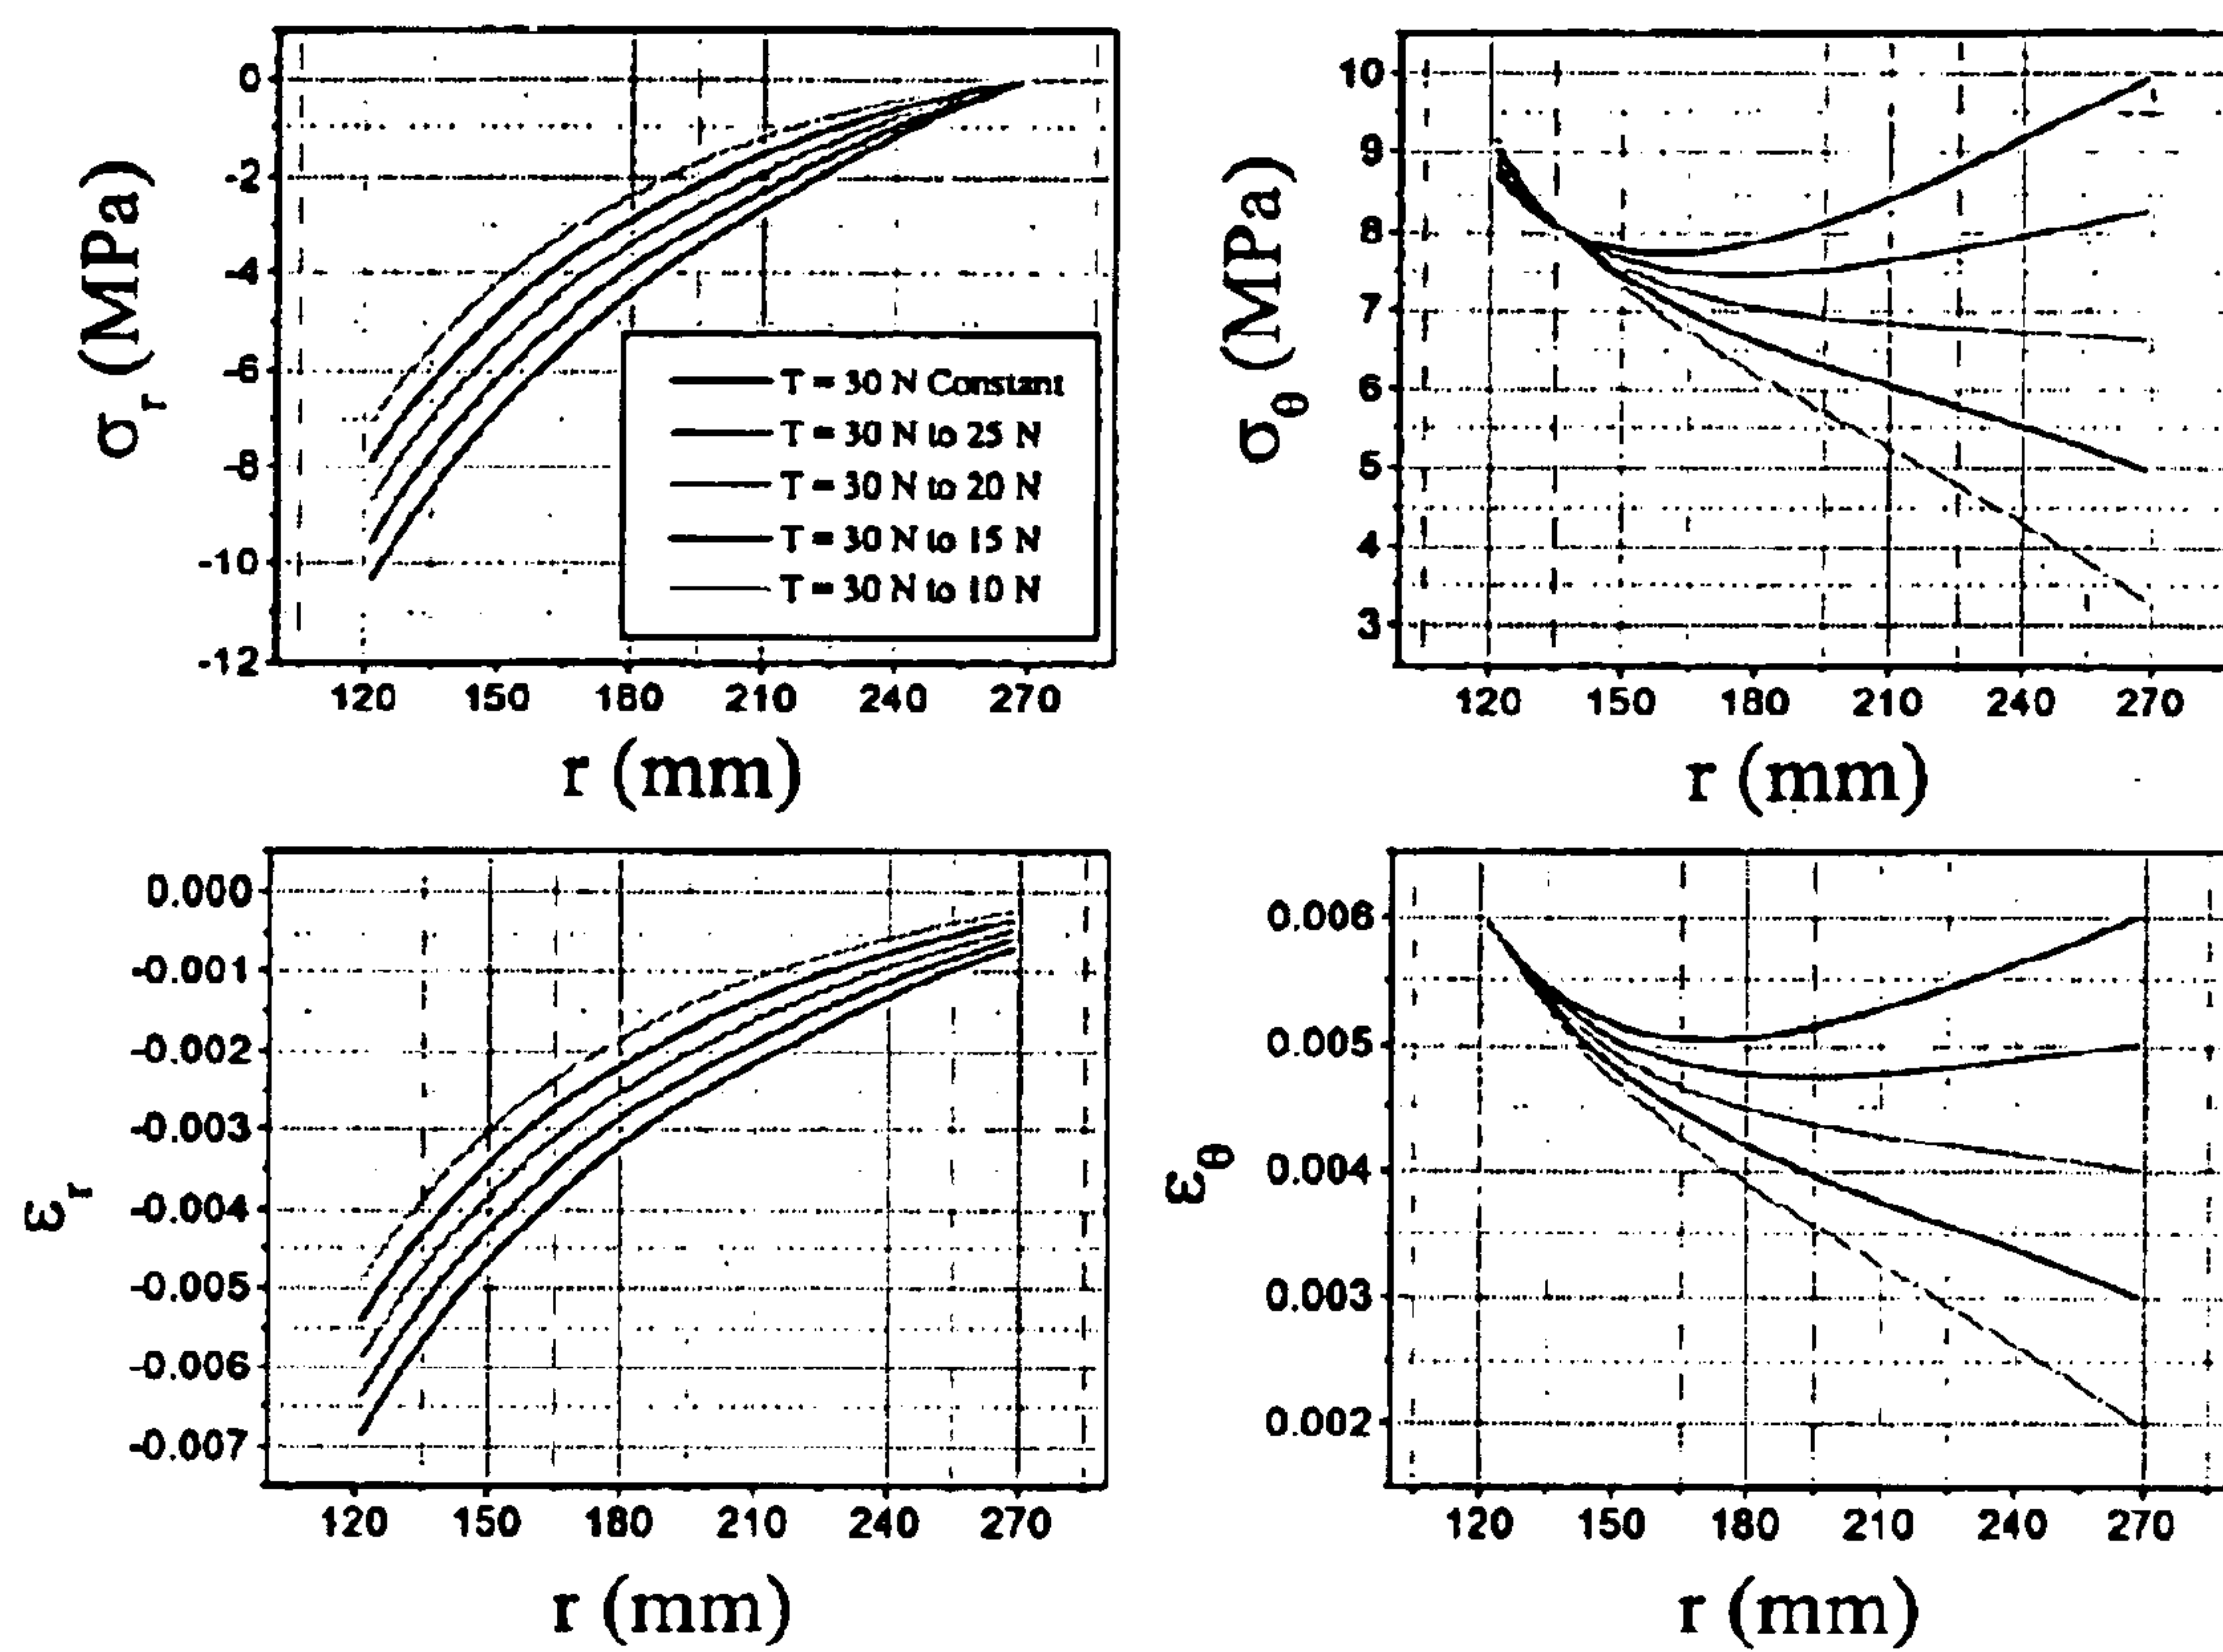 σr (MPa)
0
-2
-4
-6
-8
-10
-12
T = 30 N Constant
T = 30 N to 25 N
T = 30 N to 20 N
T = 30 N to 15 N
T = 30 N to 10 N
120 150 180 210 240 270
r (mm)
σθ (MPa)
10
9
8
7
6
5
4
3
120 150 180 210 240 270
r (mm)
εr
0.000
-0.001
-0.002
-0.003
-0.004
-0.005
-0.006
-0.007
120 150 180 210 240 270
r (mm)
εθ
0.006
0.005
0.004
0.003
0.002
120 150 180 210 240 270
r (mm)